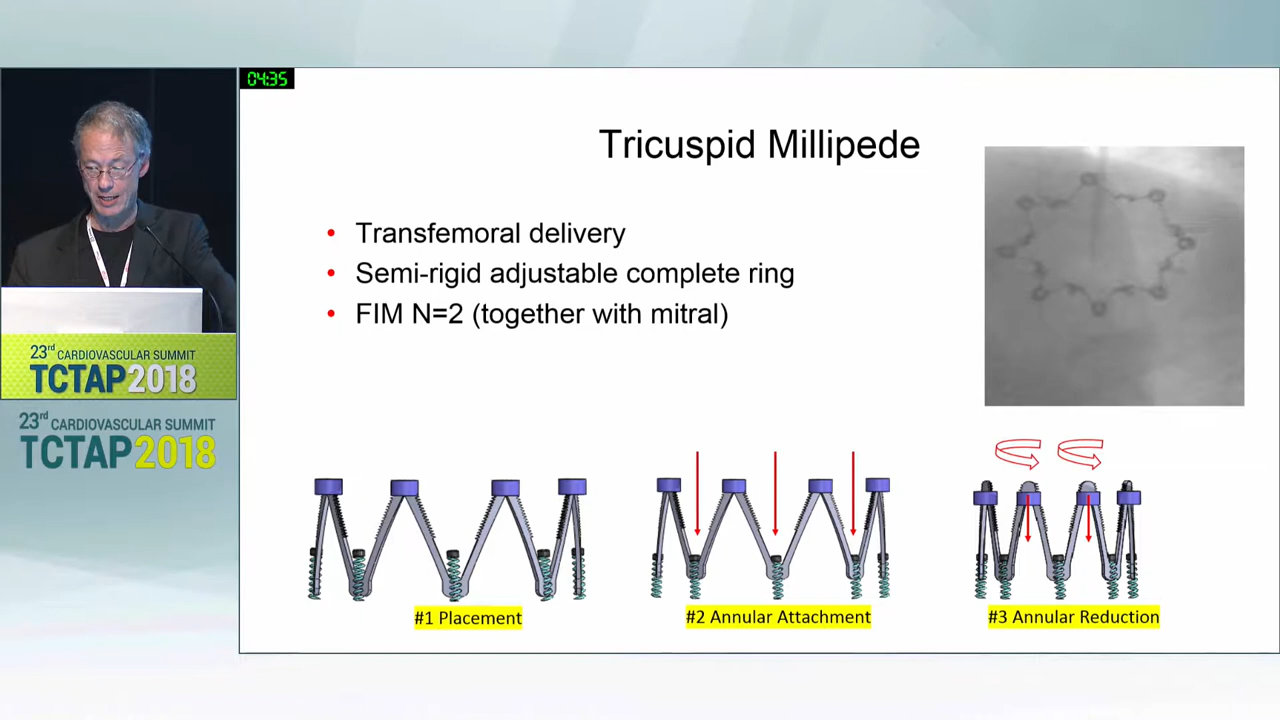 04:35
Tricuspid Millipede
• Transfemoral delivery
• Semi-rigid adjustable complete ring
• FIM N=2 (together with mitral)
#1 Placement
#2 Annular Attachment
#3 Annular Reduction
23rd CARDIOVASCULAR SUMMIT
TCTAP2018
23rd CARDIOVASCULAR SUMMIT
TCTAP2018